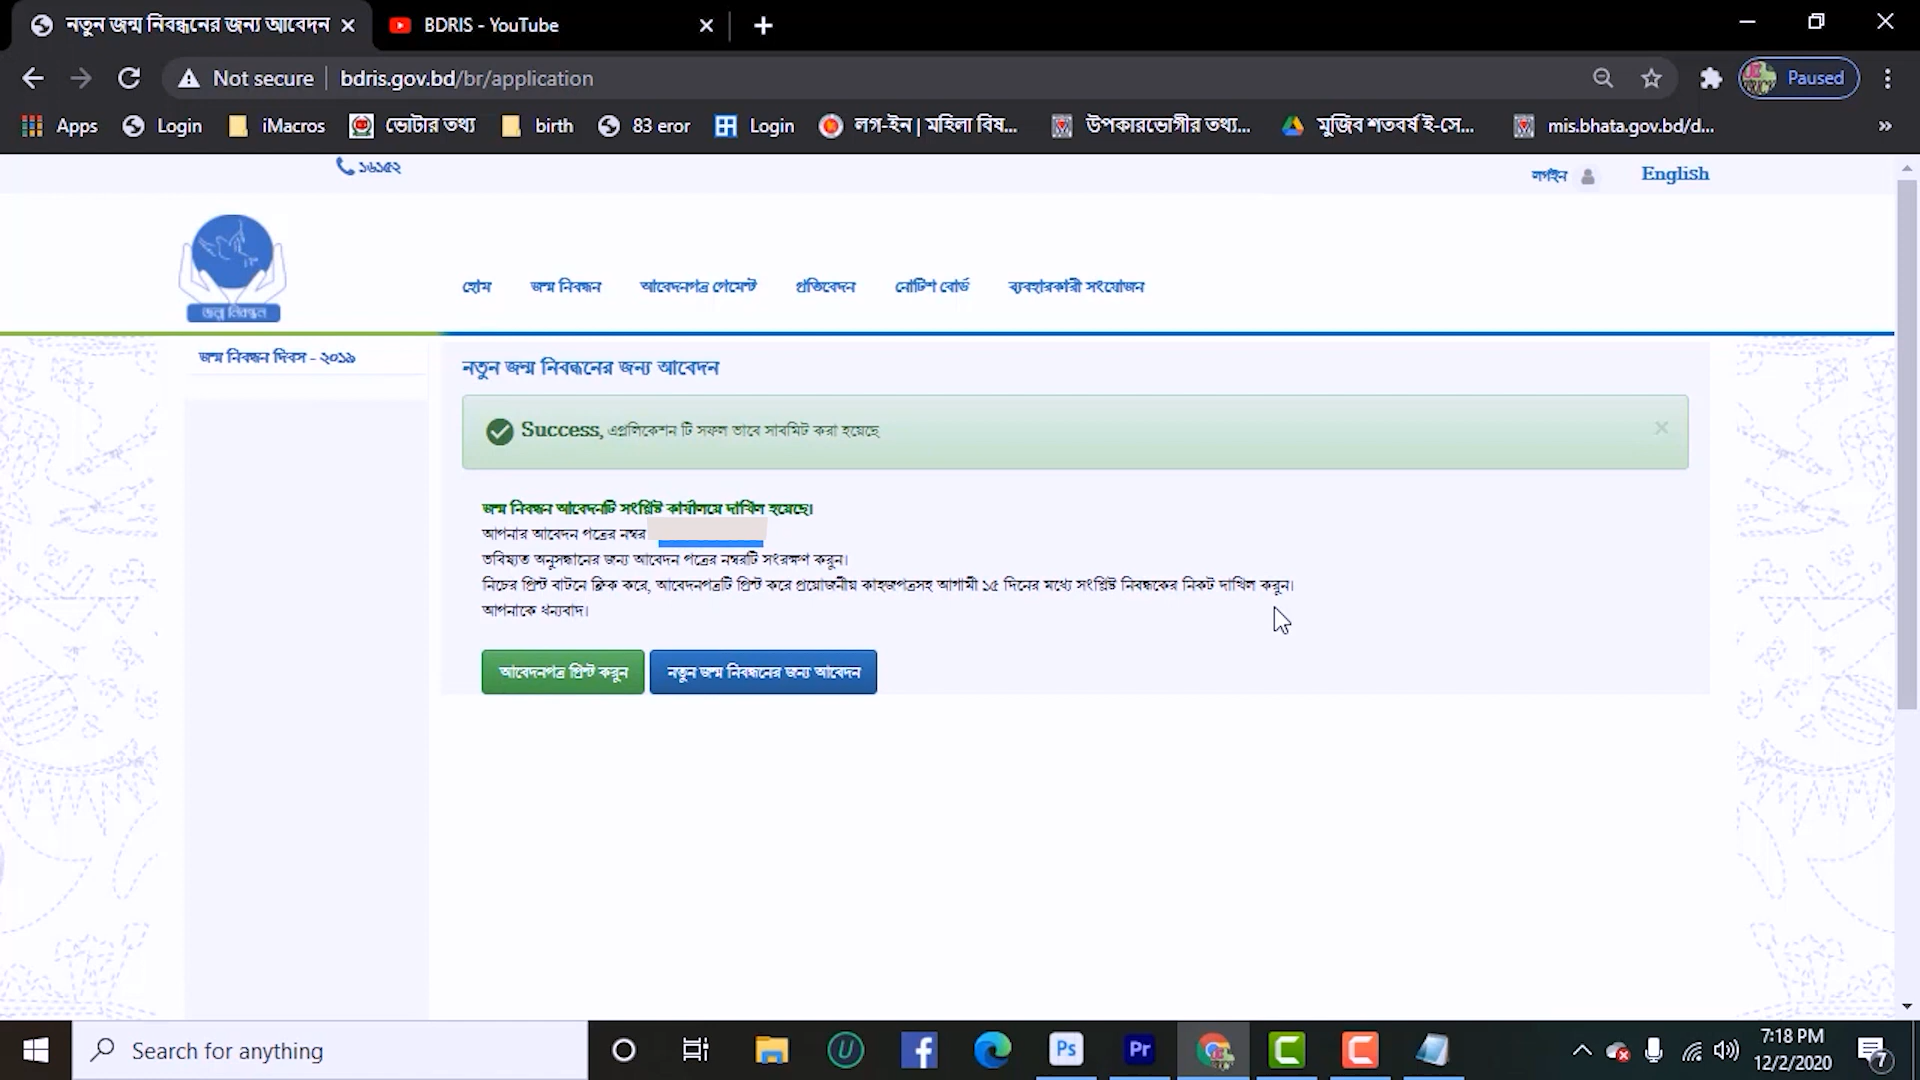 নতুন জন্ম নিবন্ধনের জন্য আবেদন
BDRIS - YouTube
Not secure
bdris.gov.bd/br/application
Paused
Apps
Login
iMacros
ভোটার তথ্য
birth
83 eror
Login
লগ-ইন | মহিলা বিষ...
উপকারভোগীর তথ্য...
মুজিব শতবর্ষ ই-সে...
mis.bhata.gov.bd/d...
১৬১৫২
লগইন
English
জন্ম নিবন্ধন
হোম
জন্ম নিবন্ধন
আবেদনপত্র পেমেন্ট
প্রতিবেদন
নোটিশ বোর্ড
ব্যবহারকারী সংযোজন
জন্ম নিবন্ধন দিবস - ২০১৯
নতুন জন্ম নিবন্ধনের জন্য আবেদন
Success, এপ্লিকেশন টি সফল ভাবে সাবমিট করা হয়েছে
জন্ম নিবন্ধন আবেদনটি সংশ্লিষ্ট কার্যালয়ে দাখিল হয়েছে।
আপনার আবেদন পত্রের নম্বর
ভবিষ্যত অনুসন্ধানের জন্য আবেদন পত্রের নম্বরটি সংরক্ষণ করুন।
নিচের প্রিন্ট বাটনে ক্লিক করে, আবেদনপত্রটি প্রিন্ট করে প্রয়োজনীয় কাগজপত্রসহ আগামী ১৫ দিনের মধ্যে সংশ্লিষ্ট নিবন্ধকের নিকট দাখিল করুন।
আপনাকে ধন্যবাদ।
আবেদনপত্র প্রিন্ট করুন
নতুন জন্ম নিবন্ধনের জন্য আবেদন
Search for anything
Ps
Pr
7:18 PM
12/2/2020
7